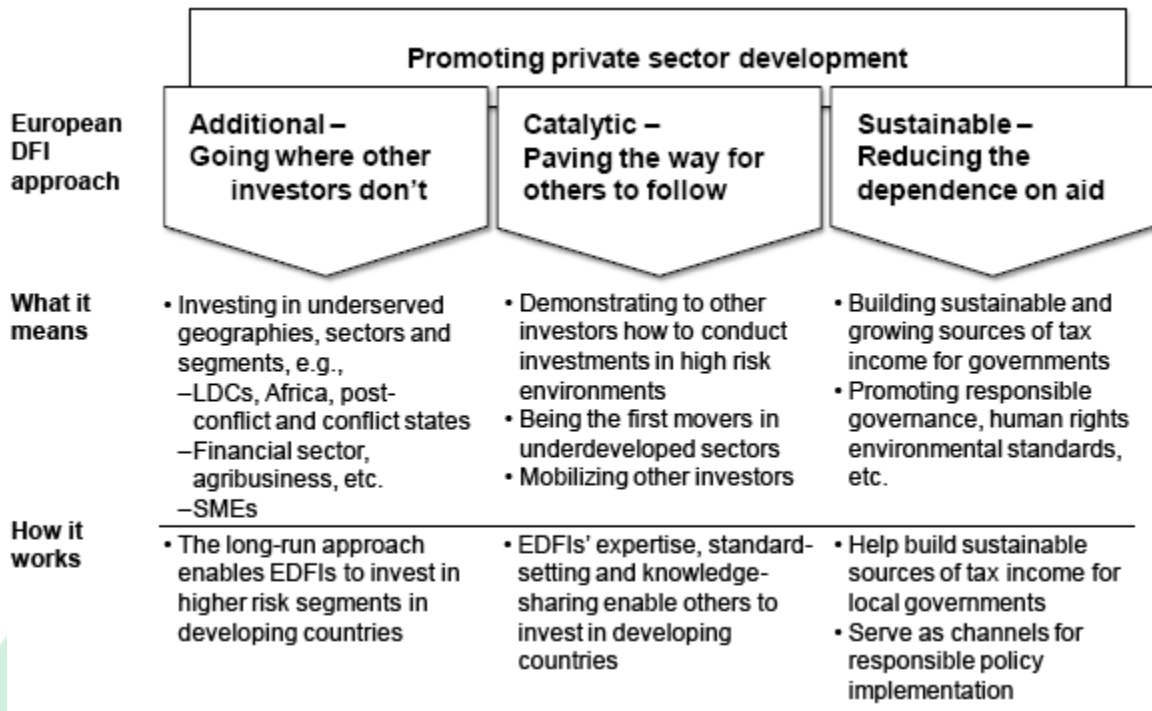 Promoting private sector development
European
DFI
approach
Additional –
Going where other
investors don't
Catalytic –
Paving the way for
others to follow
Sustainable –
Reducing the
dependence on aid
What it
means
• Investing in underserved
geographies, sectors and
segments, e.g.,
–LDCs, Africa, post-
conflict and conflict states
–Financial sector,
agribusiness, etc.
–SMEs
• Demonstrating to other
investors how to conduct
investments in high risk
environments
• Being the first movers in
underdeveloped sectors
• Mobilizing other investors
• Building sustainable and
growing sources of tax
income for governments
• Promoting responsible
governance, human rights
environmental standards,
etc.
How it
works
• The long-run approach
enables EDFIs to invest in
higher risk segments in
developing countries
• EDFIs' expertise, standard-
setting and knowledge-
sharing enable others to
invest in developing
countries
• Help build sustainable
sources of tax income for
local governments
• Serve as channels for
responsible policy
implementation